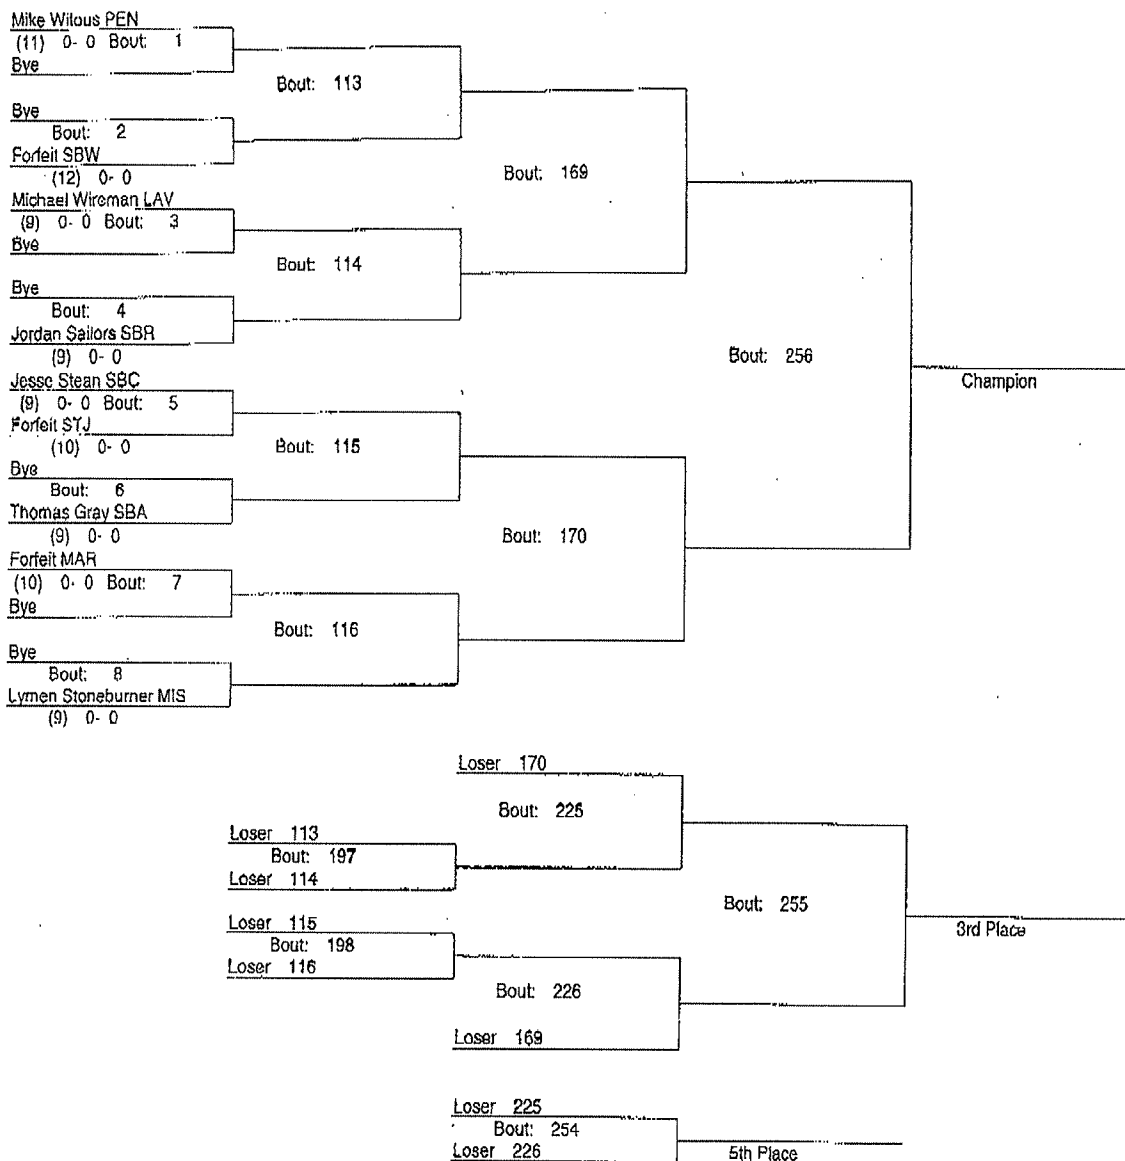 Mike Wilous PEN
(11) 0- 0 Bout: 1
Bye
Bout: 113
Bye
Bout: 2
Forfeit SBW
(12) 0- 0
Bout: 169
Michael Wireman LAV
(9) 0- 0 Bout: 3
Bye
Bout: 114
Bye
Bout: 4
Jordan Sailors SBR
(9) 0- 0
Bout: 256
Champion
Jesse Stean SBC
(9) 0- 0 Bout: 5
Forfeit STJ
(10) 0- 0
Bout: 115
Bye
Bout: 6
Thomas Gray SBA
(9) 0- 0
Bout: 170
Forfeit MAR
(10) 0- 0 Bout: 7
Bye
Bout: 116
Bye
Bout: 8
Lymen Stoneburner MIS
(9) 0- 0
Loser 170
Bout: 225
Loser 113
Bout: 197
Loser 114
Bout: 255
3rd Place
Loser 115
Bout: 198
Loser 116
Bout: 226
Loser 169
Loser 225
Bout: 254
Loser 226
5th Place